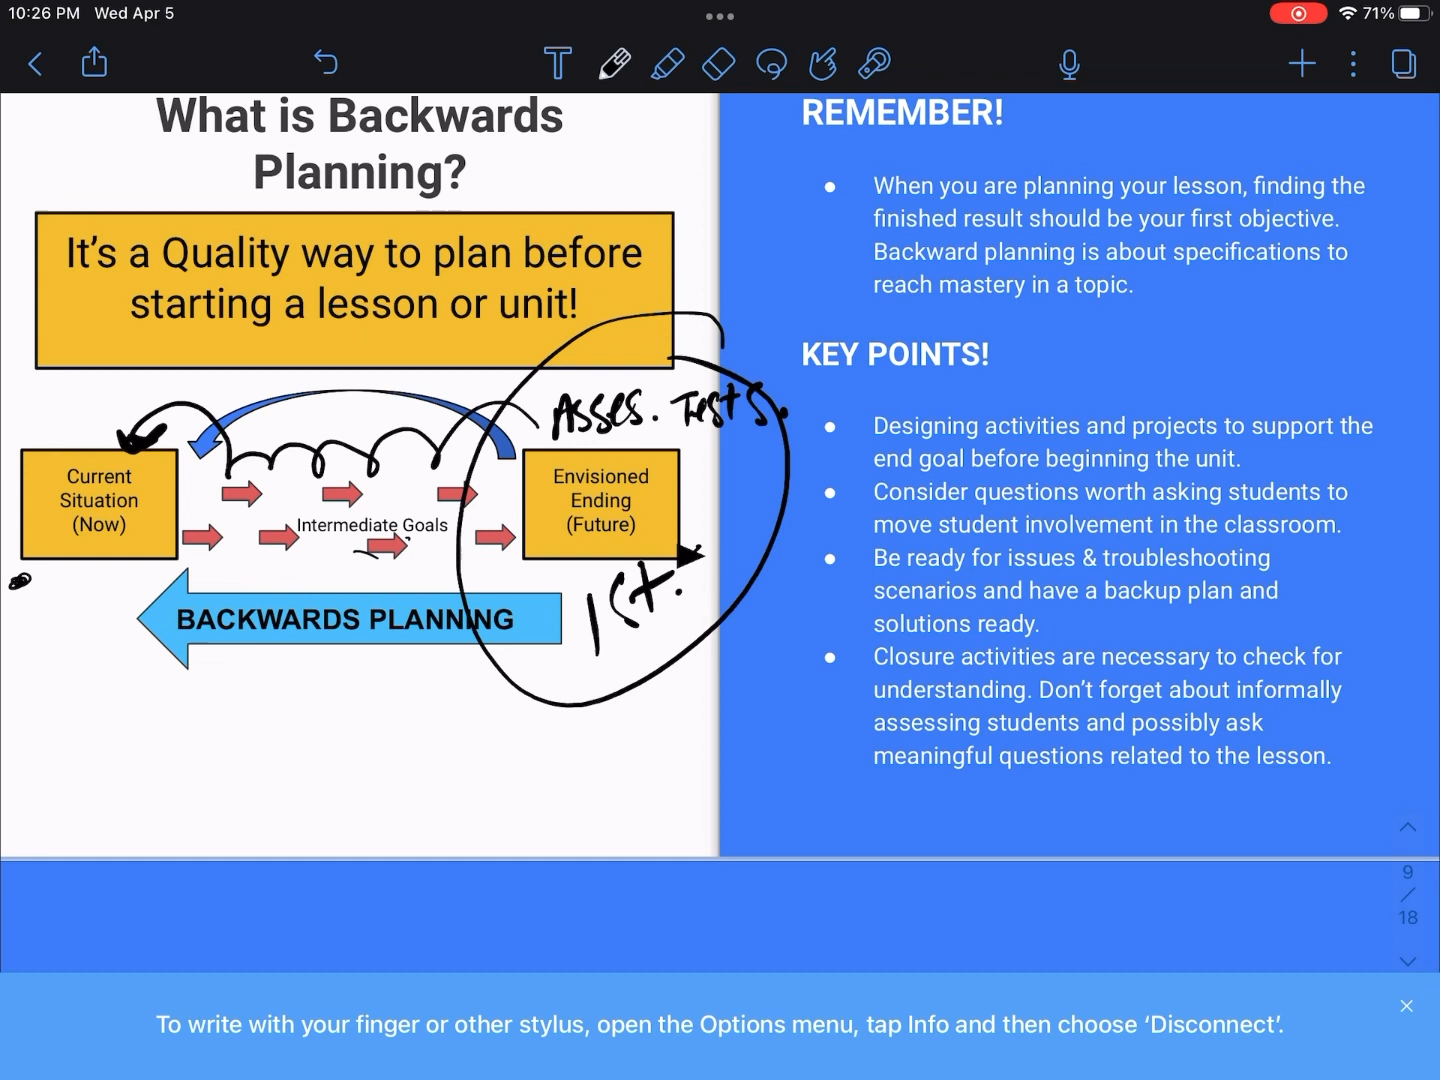 10:26 PM Wed Apr 5
71%
What is Backwards
Planning?
It's a Quality way to plan before
starting a lesson or unit!
Asses. Tests.
Current
Situation
(Now)
Intermediate Goals
Envisioned
Ending
(Future)
1st.
BACKWARDS PLANNING
REMEMBER!
● When you are planning your lesson, finding the
finished result should be your first objective.
Backward planning is about specifications to
reach mastery in a topic.
KEY POINTS!
● Designing activities and projects to support the
end goal before beginning the unit.
● Consider questions worth asking students to
move student involvement in the classroom.
● Be ready for issues & troubleshooting
scenarios and have a backup plan and
solutions ready.
● Closure activities are necessary to check for
understanding. Don't forget about informally
assessing students and possibly ask
meaningful questions related to the lesson.
9
/
18
To write with your finger or other stylus, open the Options menu, tap Info and then choose 'Disconnect'.